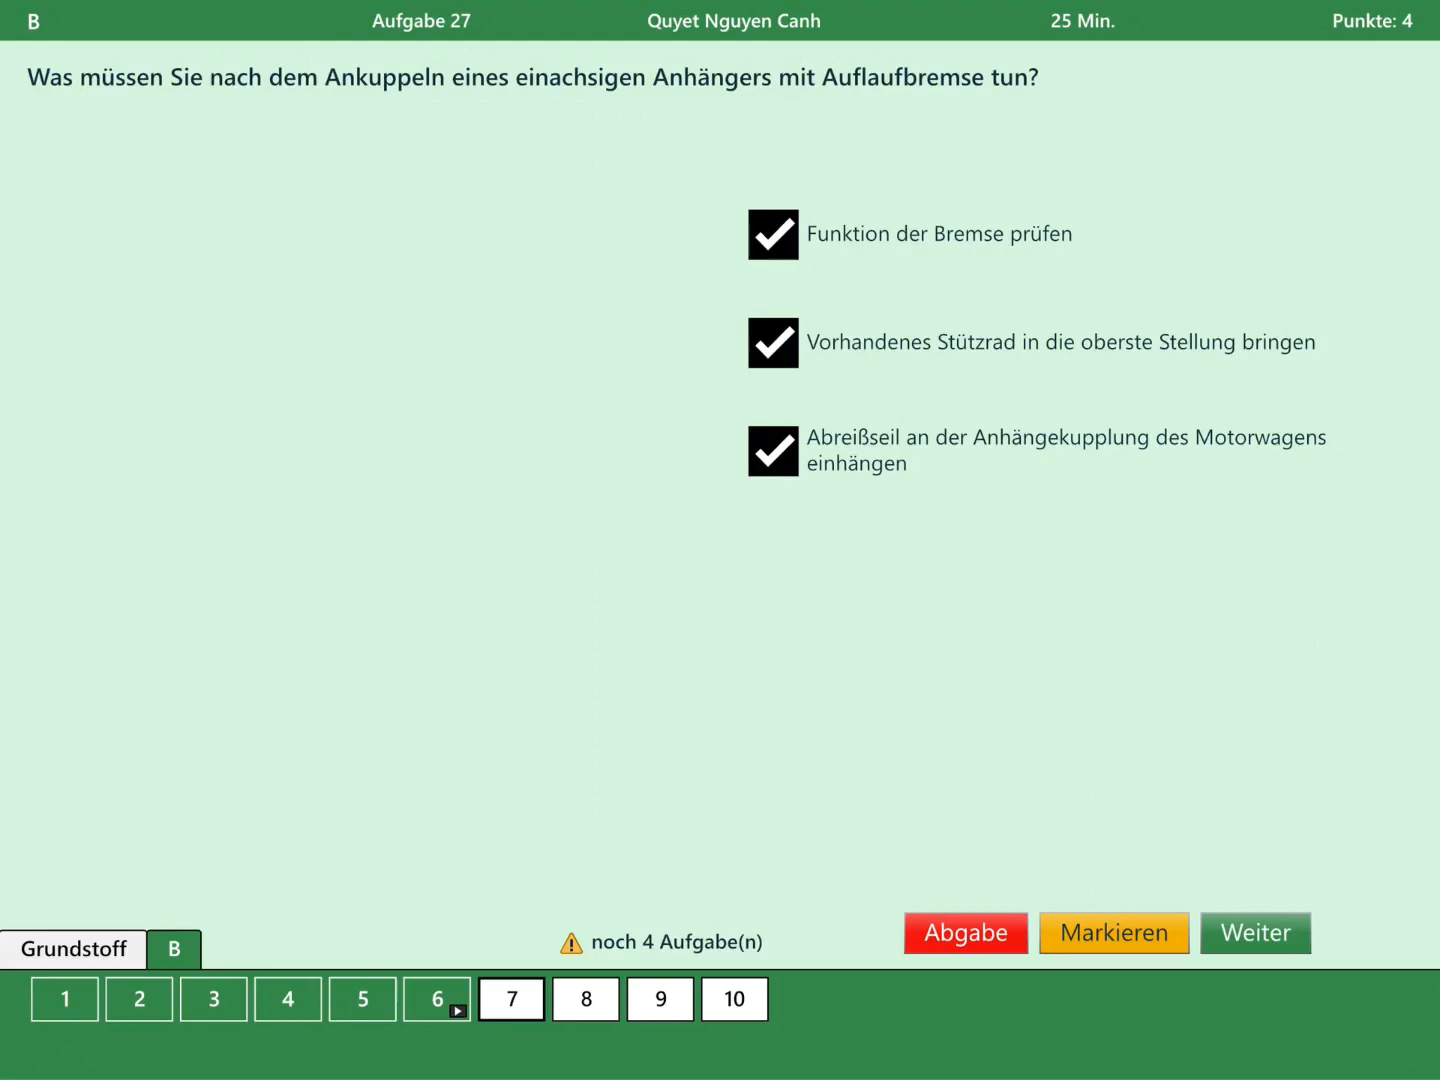 B Aufgabe 27 Quyet Nguyen Canh 25 Min. Punkte: 4
Was müssen Sie nach dem Ankuppeln eines einachsigen Anhängers mit Auflaufbremse tun?
Funktion der Bremse prüfen
Vorhandenes Stützrad in die oberste Stellung bringen
Abreißseil an der Anhängekupplung des Motorwagens
einhängen
Grundstoff B noch 4 Aufgabe(n) Abgabe Markieren Weiter
1 2 3 4 5 6 7 8 9 10